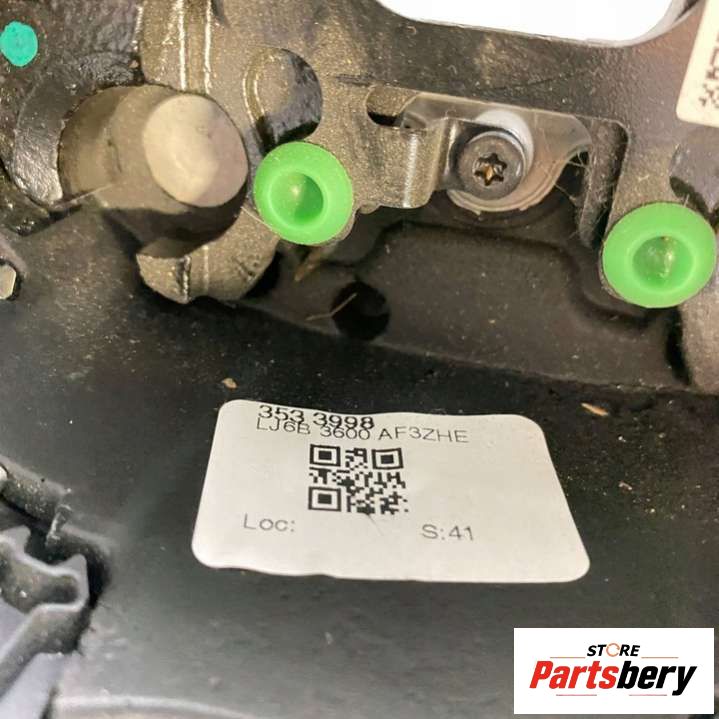 353 3998
LJ6B 3600 AF3ZHE
Loc:
S:41
STORE
Partsbery